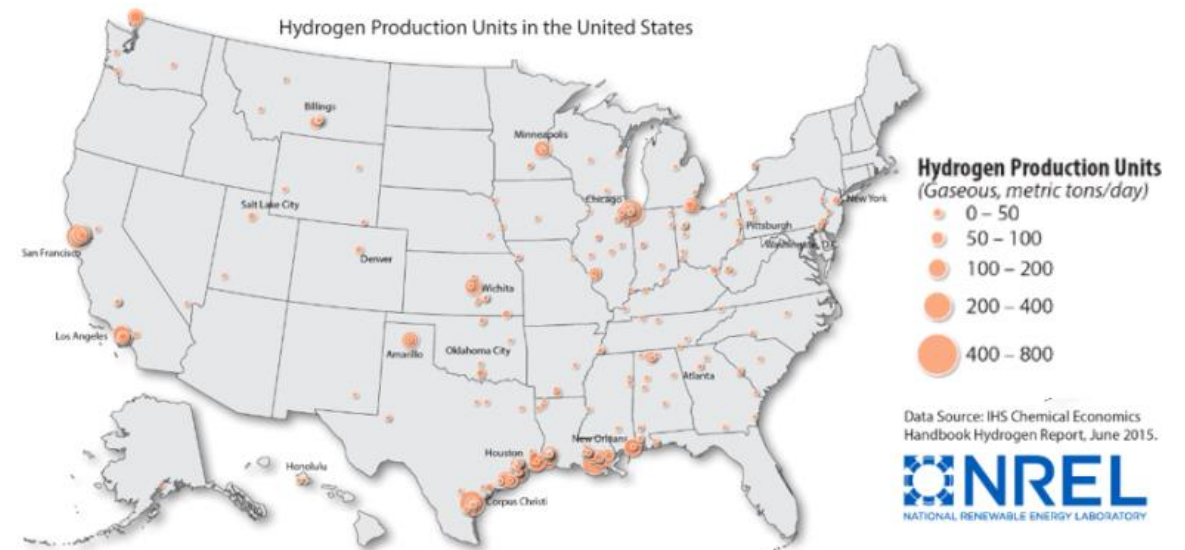 Hydrogen Production Units in the United States
Billings
Minneapolis
Chicago
Salt Lake City
New York
Pittsburgh
Washington, D.C.
San Francisco
Denver
Wichita
Los Angeles
Amarillo
Oklahoma City
Atlanta
New Orleans
Houston
Honolulu
Corpus Christi
Hydrogen Production Units
(Gaseous, metric tons/day)
0 – 50
50 – 100
100 – 200
200 – 400
400 – 800
Data Source: IHS Chemical Economics
Handbook Hydrogen Report, June 2015.
NREL
NATIONAL RENEWABLE ENERGY LABORATORY